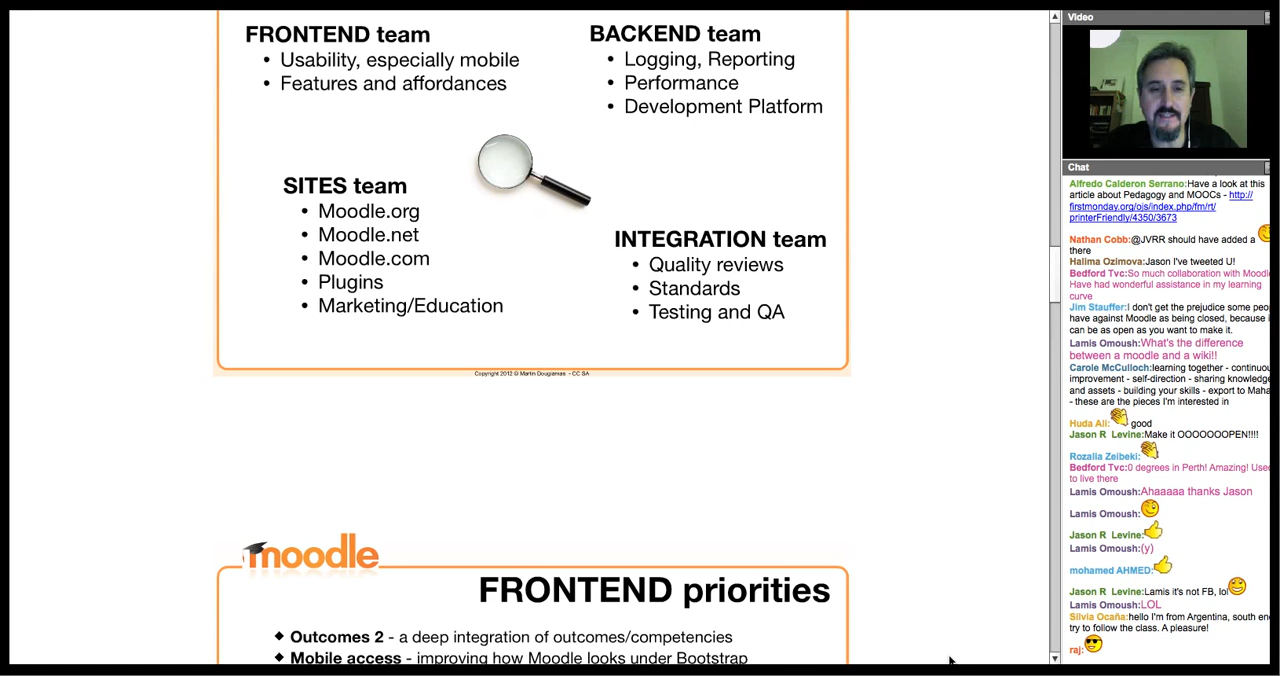 FRONTEND team
• Usability, especially mobile
• Features and affordances
BACKEND team
• Logging, Reporting
• Performance
• Development Platform
SITES team
• Moodle.org
• Moodle.net
• Moodle.com
• Plugins
• Marketing/Education
INTEGRATION team
• Quality reviews
• Standards
• Testing and QA
Copyright 2012 © Martin Dougiamas - CC SA
moodle
FRONTEND priorities
◆ Outcomes 2 - a deep integration of outcomes/competencies
◆ Mobile access - improving how Moodle looks under Bootstrap
Video
Chat
Alfredo Calderon Serrano:Have a look at this
article about Pedagogy and MOOCs - http://
firstmonday.org/ojs/index.php/fm/rt/
printerFriendly/4350/3673
Nathan Cobb:@JVRR should have added a
there
Halima Ozimova:Jason I've tweeted U!
Bedford Tvc:So much collaboration with Moodl
Have had wonderful assistance in my learning
curve
Jim Stauffer:I don't get the prejudice some peop
have against Moodle as being closed, because i
can be as open as you want to make it.
Lamis Omoush:What's the difference
between a moodle and a wiki!!
Carole McCulloch:learning together - continuou
improvement - self-direction - sharing knowledge
and assets - building your skills - export to Maha
- these are the pieces I'm interested in
Huda Ali: good
Jason R Levine:Make it OOOOOOOPEN!!!!
Rozalia Zeibeki:
Bedford Tvc:0 degrees in Perth! Amazing! Used
to live there
Lamis Omoush:Ahaaaaa thanks Jason
Lamis Omoush:
Jason R Levine:
Lamis Omoush:(y)
mohamed AHMED:
Jason R Levine:Lamis it's not FB, lol
Lamis Omoush:LOL
Silvia Ocaña:hello I'm from Argentina, south en
try to follow the class. A pleasure!
raj: